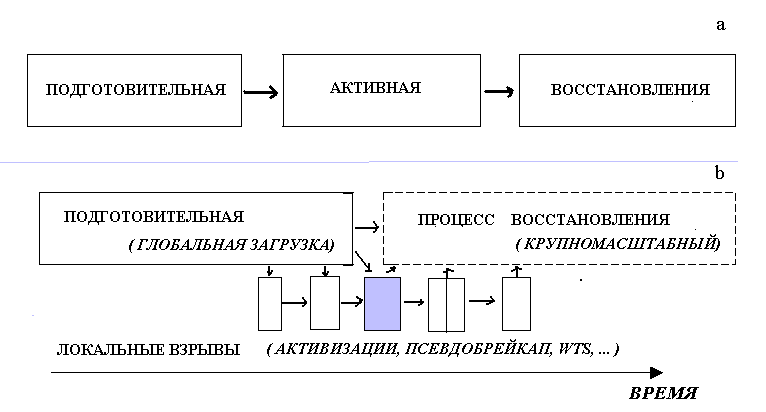 a
ПОДГОТОВИТЕЛЬНАЯ АКТИВНАЯ ВОССТАНОВЛЕНИЯ
b
ПОДГОТОВИТЕЛЬНАЯ ПРОЦЕСС ВОССТАНОВЛЕНИЯ
( ГЛОБАЛЬНАЯ ЗАГРУЗКА) ( КРУПНОМАСШТАБНЫЙ)
ЛОКАЛЬНЫЕ ВЗРЫВЫ ( АКТИВИЗАЦИИ, ПСЕВДОБРЕЙКАП, WTS, ... )
ВРЕМЯ